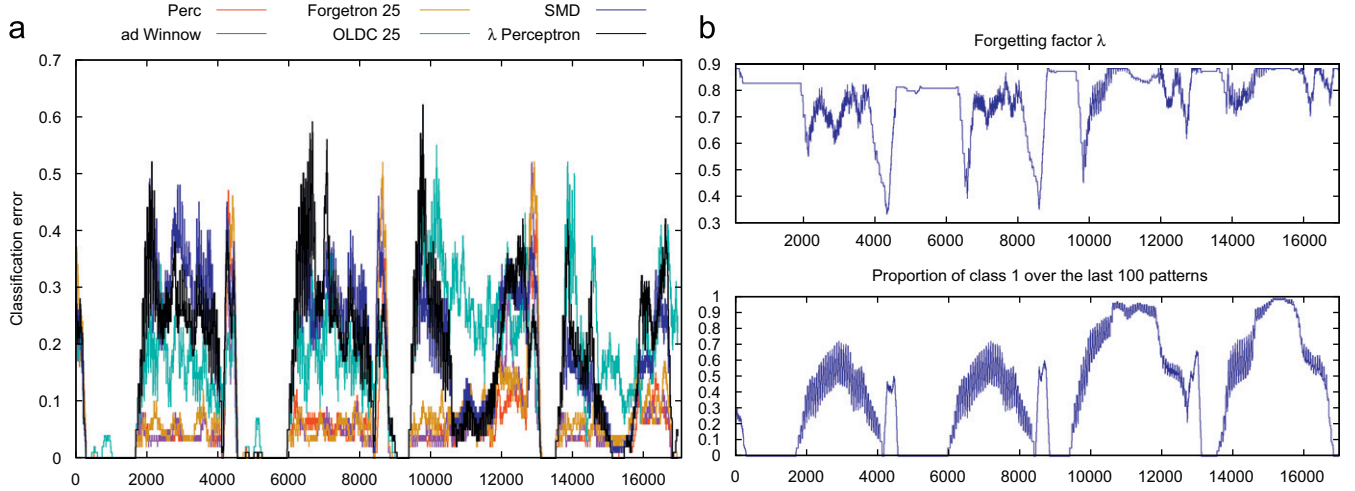 a
Perc Forgetron 25 SMD
ad Winnow OLDC 25 λ Perceptron
Classification error
0.7
0.6
0.5
0.4
0.3
0.2
0.1
0
0 2000 4000 6000 8000 10000 12000 14000 16000
b
Forgetting factor λ
0.9
0.8
0.7
0.6
0.5
0.4
0.3
2000 4000 6000 8000 10000 12000 14000 16000
Proportion of class 1 over the last 100 patterns
1
0.9
0.8
0.7
0.6
0.5
0.4
0.3
0.2
0.1
0
0 2000 4000 6000 8000 10000 12000 14000 16000